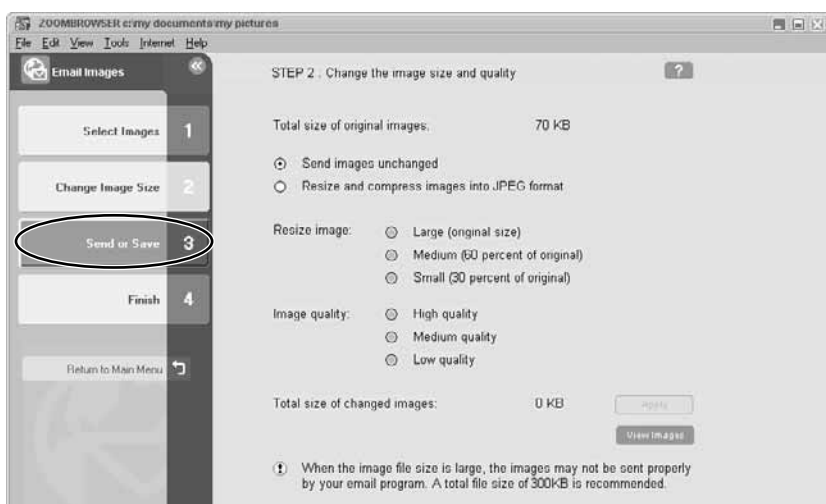 ZOOMBROWSER c:\my documents\my pictures
File Edit View Tools Internet Help
Email Images
STEP 2 . Change the image size and quality ?
Select Images 1
Change Image Size 2
Send or Save 3
Finish 4
Return to Main Menu
Total size of original images: 70 KB
Send images unchanged
Resize and compress images into JPEG format
Resize image: Large (original size)
Medium (60 percent of original)
Small (30 percent of original)
Image quality: High quality
Medium quality
Low quality
Total size of changed images: 0 KB Apply
View Images
When the image file size is large, the images may not be sent properly
by your email program. A total file size of 300KB is recommended.